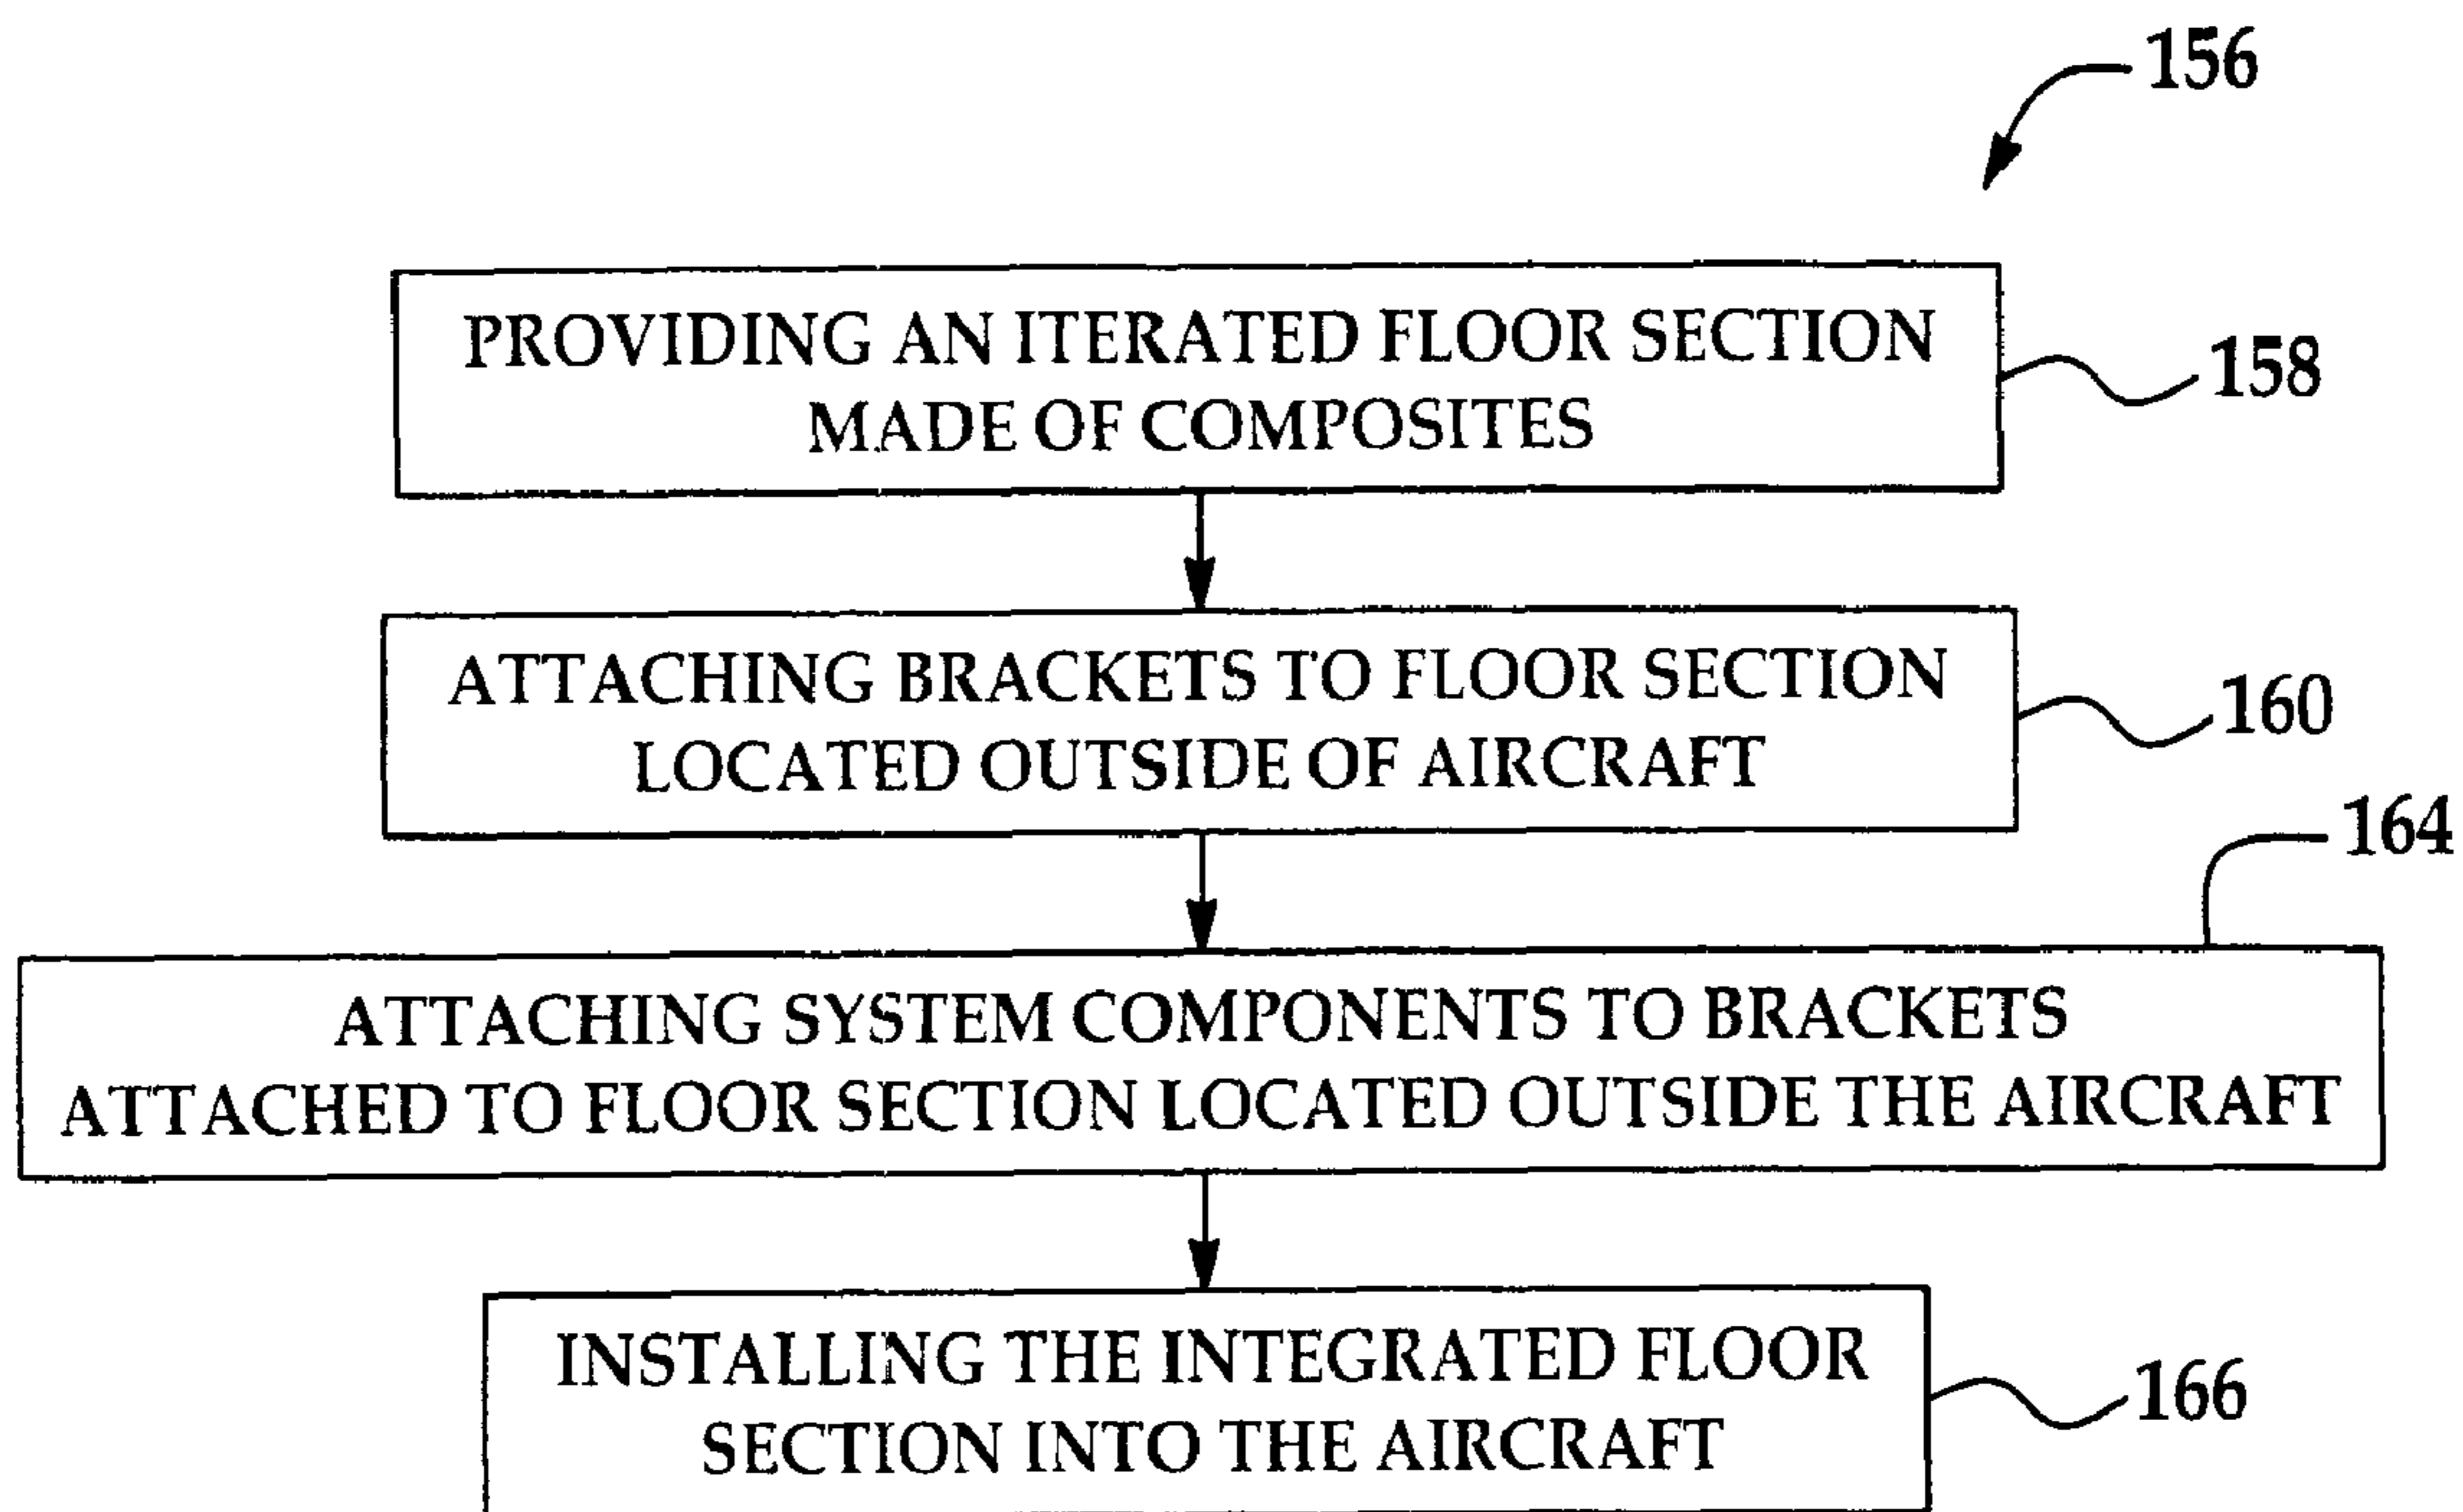 156
PROVIDING AN ITERATED FLOOR SECTION
MADE OF COMPOSITES
158
ATTACHING BRACKETS TO FLOOR SECTION
LOCATED OUTSIDE OF AIRCRAFT
160
164
ATTACHING SYSTEM COMPONENTS TO BRACKETS
ATTACHED TO FLOOR SECTION LOCATED OUTSIDE THE AIRCRAFT
INSTALLING THE INTEGRATED FLOOR
SECTION INTO THE AIRCRAFT
166